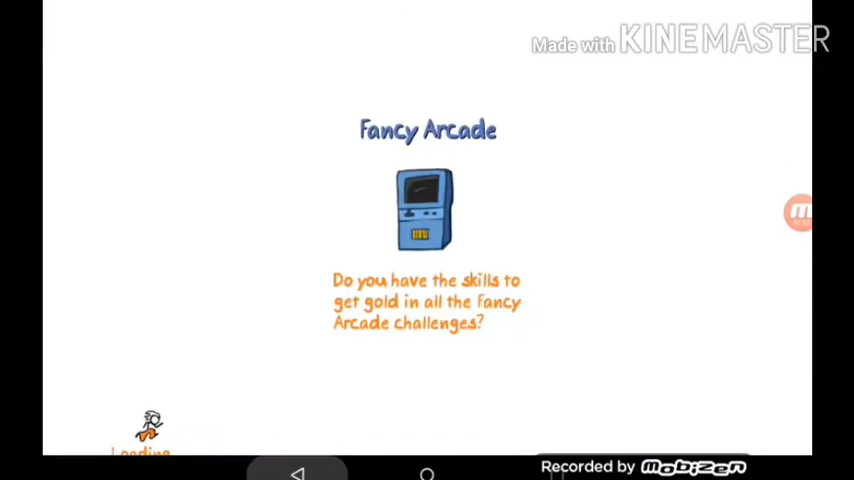 Made with KINEMASTER
Fancy Arcade
Do you have the skills to
get gold in all the Fancy
Arcade challenges?
Loading
Recorded by mobizen